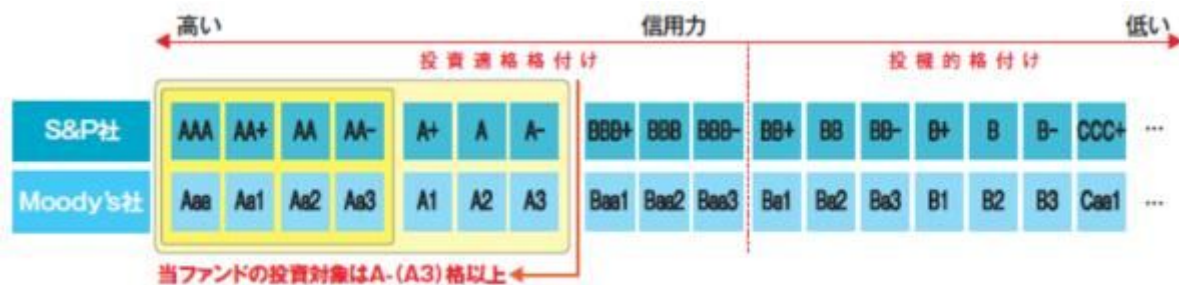 高い 信用力 低い
投資適格格付け 投機的格付け
S&P社 AAA AA+ AA AA- A+ A A- BBB+ BBB BBB- BB+ BB BB- B+ B B- CCC+ …
Moody's社 Aaa Aa1 Aa2 Aa3 A1 A2 A3 Baa1 Baa2 Baa3 Ba1 Ba2 Ba3 B1 B2 B3 Caa1 …
当ファンドの投資対象はA-(A3)格以上